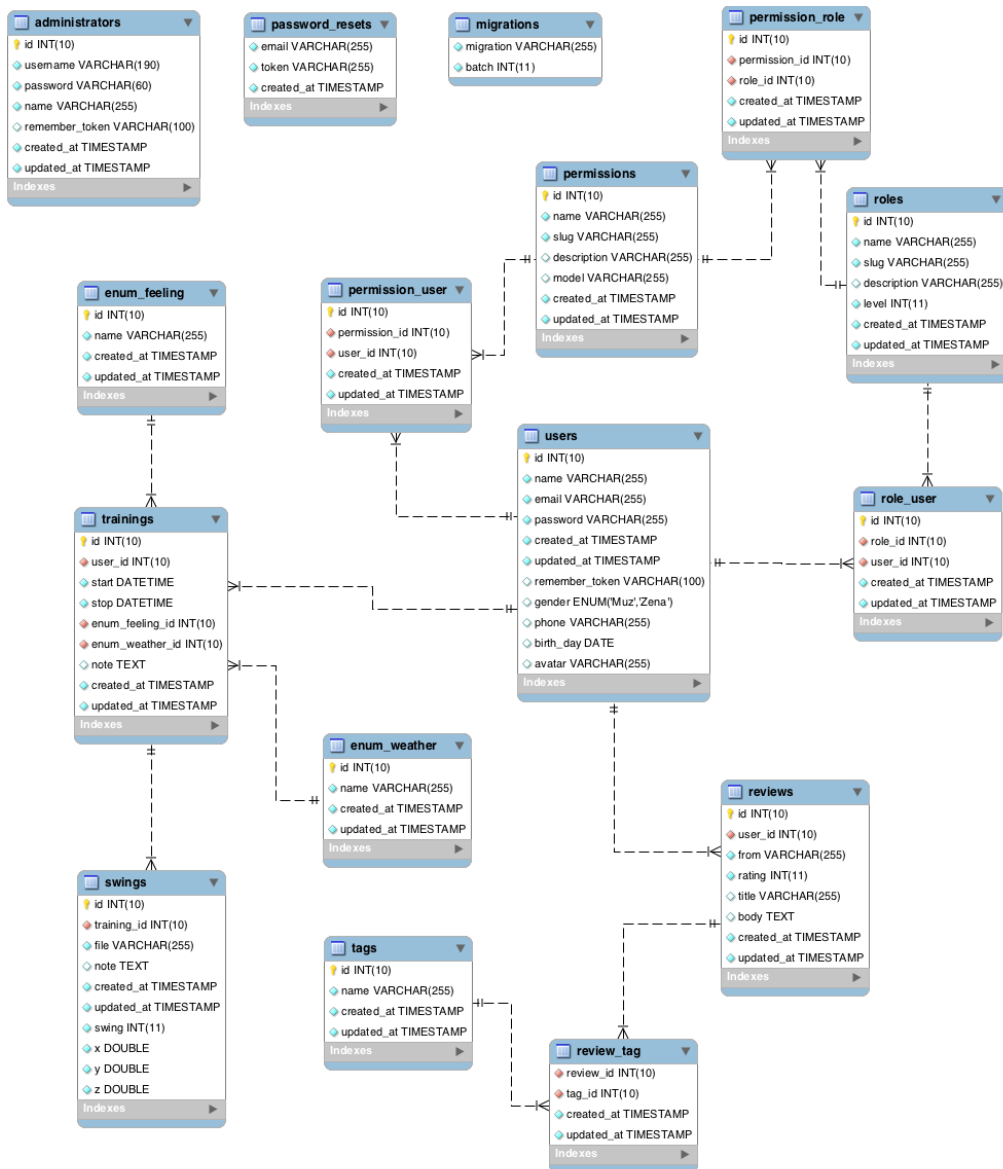 administrators
id INT(10)
username VARCHAR(190)
password VARCHAR(60)
name VARCHAR(255)
remember_token VARCHAR(100)
created_at TIMESTAMP
updated_at TIMESTAMP
Indexes
password_resets
email VARCHAR(255)
token VARCHAR(255)
created_at TIMESTAMP
Indexes
migrations
migration VARCHAR(255)
batch INT(11)
permission_role
id INT(10)
permission_id INT(10)
role_id INT(10)
created_at TIMESTAMP
updated_at TIMESTAMP
Indexes
permissions
id INT(10)
name VARCHAR(255)
slug VARCHAR(255)
description VARCHAR(255)
model VARCHAR(255)
created_at TIMESTAMP
updated_at TIMESTAMP
Indexes
roles
id INT(10)
name VARCHAR(255)
slug VARCHAR(255)
description VARCHAR(255)
level INT(11)
created_at TIMESTAMP
updated_at TIMESTAMP
Indexes
enum_feeling
id INT(10)
name VARCHAR(255)
created_at TIMESTAMP
updated_at TIMESTAMP
Indexes
permission_user
id INT(10)
permission_id INT(10)
user_id INT(10)
created_at TIMESTAMP
updated_at TIMESTAMP
Indexes
users
id INT(10)
name VARCHAR(255)
email VARCHAR(255)
password VARCHAR(255)
created_at TIMESTAMP
updated_at TIMESTAMP
remember_token VARCHAR(100)
gender ENUM('Muz','Zena')
phone VARCHAR(255)
birth_day DATE
avatar VARCHAR(255)
Indexes
role_user
id INT(10)
role_id INT(10)
user_id INT(10)
created_at TIMESTAMP
updated_at TIMESTAMP
Indexes
trainings
id INT(10)
user_id INT(10)
start DATETIME
stop DATETIME
enum_feeling_id INT(10)
enum_weather_id INT(10)
note TEXT
created_at TIMESTAMP
updated_at TIMESTAMP
Indexes
enum_weather
id INT(10)
name VARCHAR(255)
created_at TIMESTAMP
updated_at TIMESTAMP
Indexes
reviews
id INT(10)
user_id INT(10)
from VARCHAR(255)
rating INT(11)
title VARCHAR(255)
body TEXT
created_at TIMESTAMP
updated_at TIMESTAMP
Indexes
swings
id INT(10)
training_id INT(10)
file VARCHAR(255)
note TEXT
created_at TIMESTAMP
updated_at TIMESTAMP
swing INT(11)
x DOUBLE
y DOUBLE
z DOUBLE
Indexes
tags
id INT(10)
name VARCHAR(255)
created_at TIMESTAMP
updated_at TIMESTAMP
Indexes
review_tag
review_id INT(10)
tag_id INT(10)
created_at TIMESTAMP
updated_at TIMESTAMP
Indexes